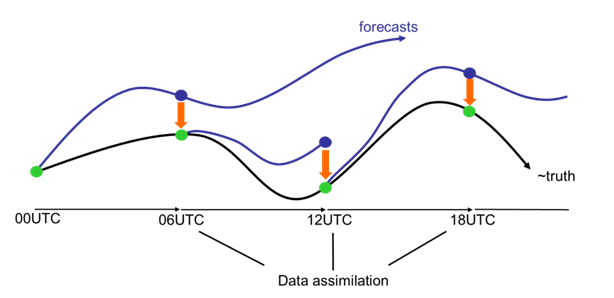 forecasts
~truth
00UTC
06UTC
12UTC
18UTC
Data assimilation